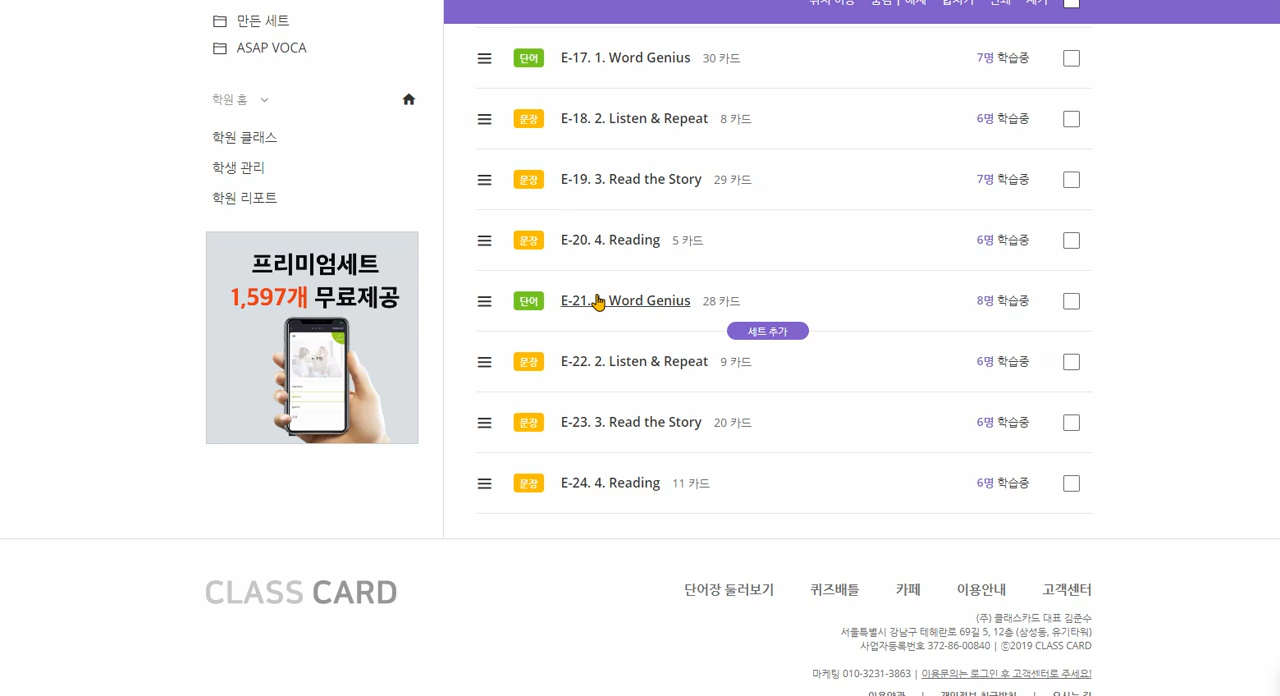 만든 세트
ASAP VOCA
학원 홈
학원 클래스
학생 관리
학원 리포트
프리미엄세트
1,597개 무료제공
단어 E-17. 1. Word Genius 30 카드 7명 학습중
문장 E-18. 2. Listen & Repeat 8 카드 6명 학습중
문장 E-19. 3. Read the Story 29 카드 7명 학습중
문장 E-20. 4. Reading 5 카드 6명 학습중
단어 E-21. Word Genius 28 카드 8명 학습중
세트 추가
문장 E-22. 2. Listen & Repeat 9 카드 6명 학습중
문장 E-23. 3. Read the Story 20 카드 6명 학습중
문장 E-24. 4. Reading 11 카드 6명 학습중
CLASS CARD
단어장 둘러보기 퀴즈배틀 카페 이용안내 고객센터
(주) 클래스카드 대표 김준수
서울특별시 강남구 테헤란로 69길 5, 12층 (삼성동, 유기타워)
사업자등록번호 372-86-00840 | ⓒ2019 CLASS CARD
마케팅 010-3231-3863 | 이용문의는 로그인 후 고객센터로 주세요!